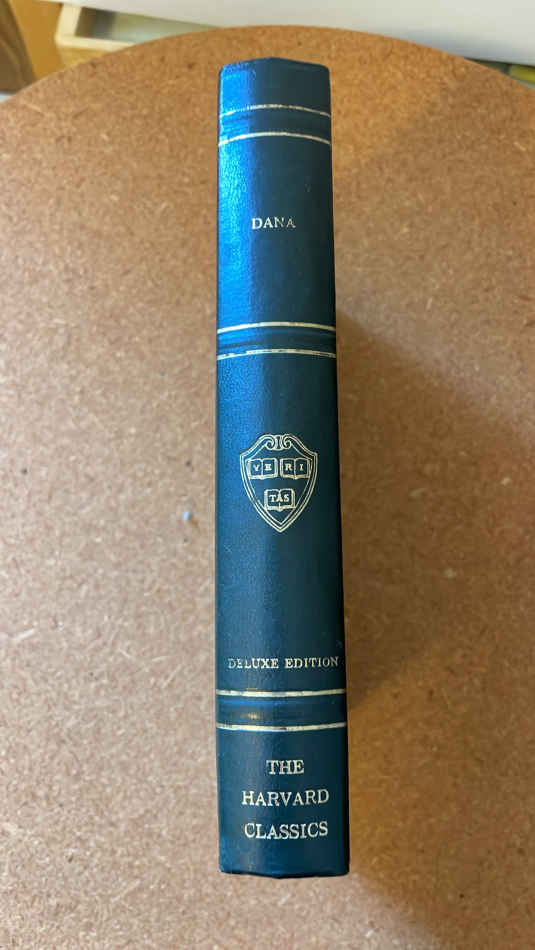 DANA
VE RI
TAS
DELUXE EDITION
THE
HARVARD
CLASSICS